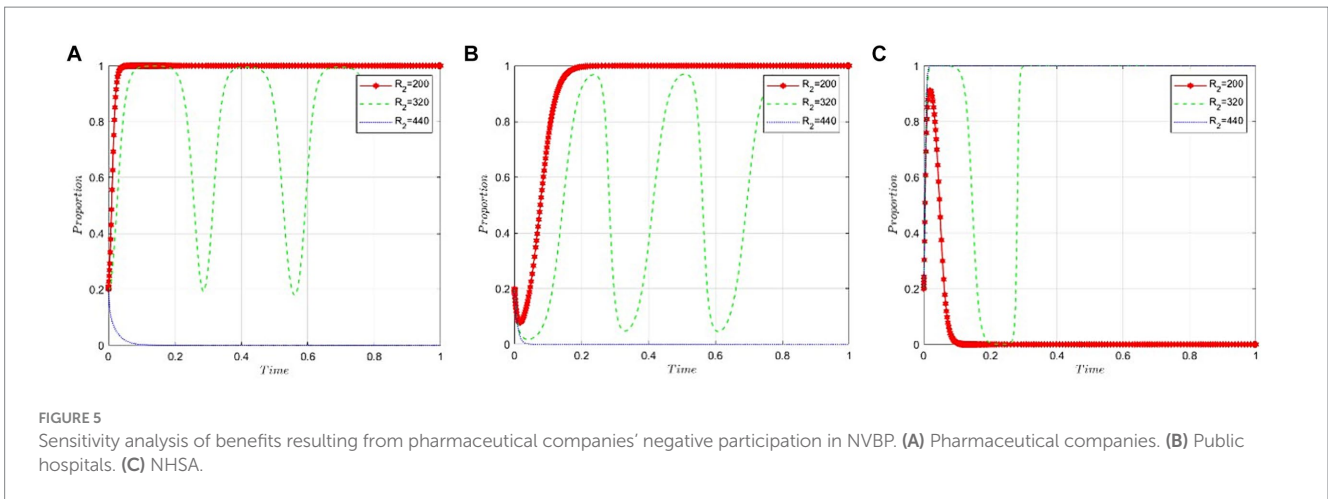 A
1
0.8
0.6
0.4
0.2
0
Proportion
0 0.2 0.4 0.6 0.8 1
Time
R2=200
R2=320
R2=440
B
1
0.8
0.6
0.4
0.2
0
Proportion
0 0.2 0.4 0.6 0.8 1
Time
R2=200
R2=320
R2=440
C
1
0.8
0.6
0.4
0.2
0
Proportion
0 0.2 0.4 0.6 0.8 1
Time
R2=200
R2=320
R2=440
FIGURE 5
Sensitivity analysis of benefits resulting from pharmaceutical companies’ negative participation in NVBP. (A) Pharmaceutical companies. (B) Public
hospitals. (C) NHSA.